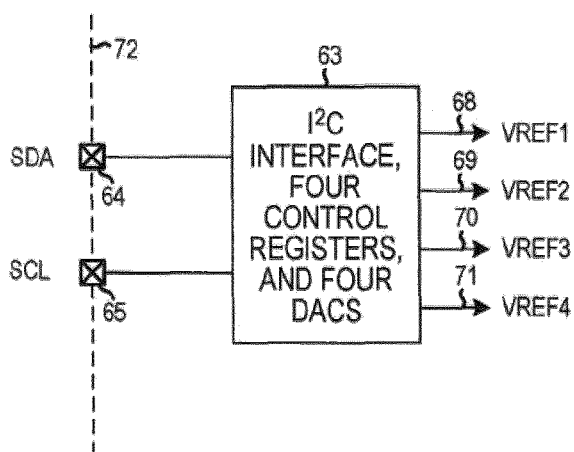 72
63
SDA
64
SCL
65
I²C
INTERFACE,
FOUR
CONTROL
REGISTERS,
AND FOUR
DACS
68
VREF1
69
VREF2
70
VREF3
71
VREF4